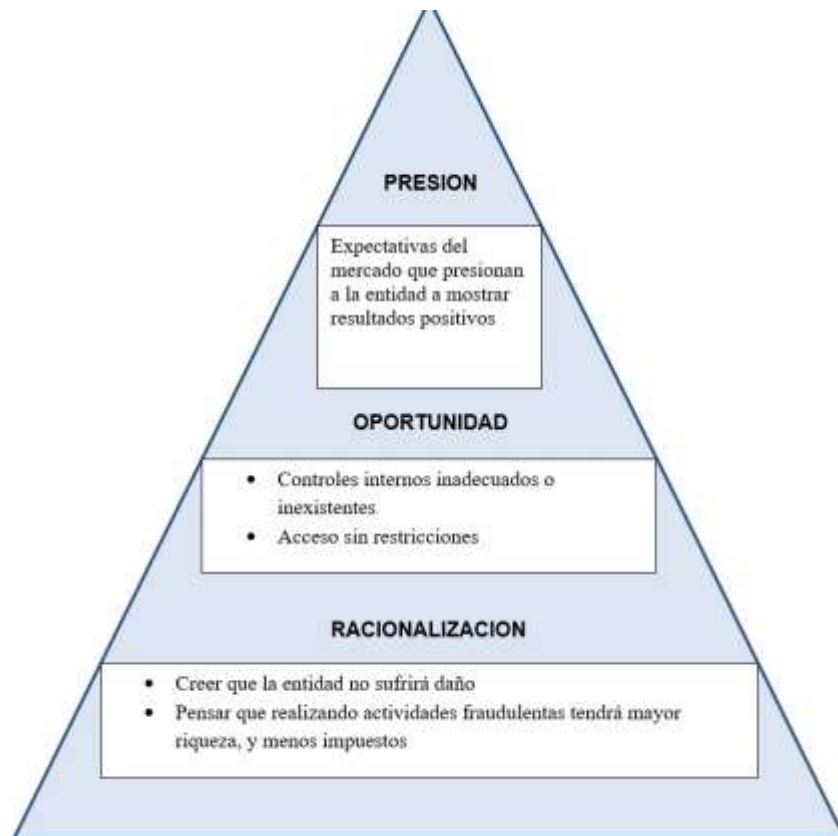 PRESION
Expectativas del
mercado que presionan
a la entidad a mostrar
resultados positivos
OPORTUNIDAD
• Controles internos inadecuados o
inexistentes
• Acceso sin restricciones
RACIONALIZACION
• Creer que la entidad no sufrirá daño
• Pensar que realizando actividades fraudulentas tendrá mayor
riqueza, y menos impuestos